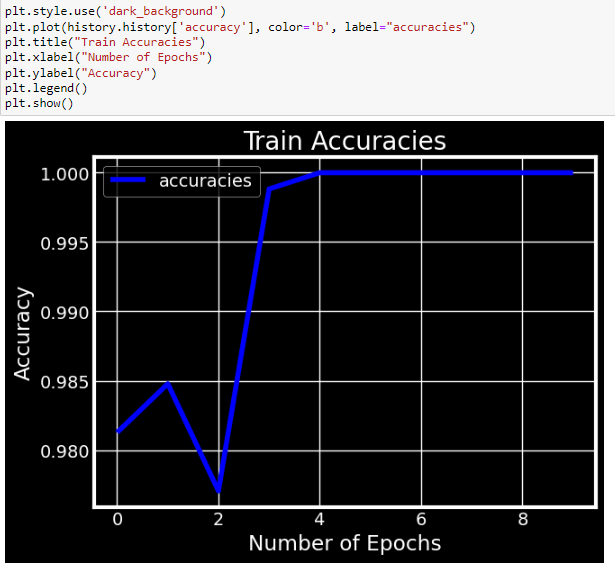 plt.style.use('dark_background')
plt.plot(history.history['accuracy'], color='b', label="accuracies")
plt.title("Train Accuracies")
plt.xlabel("Number of Epochs")
plt.ylabel("Accuracy")
plt.legend()
plt.show()
Train Accuracies
accuracies
1.000
0.995
0.990
0.985
0.980
Accuracy
0 2 4 6 8
Number of Epochs